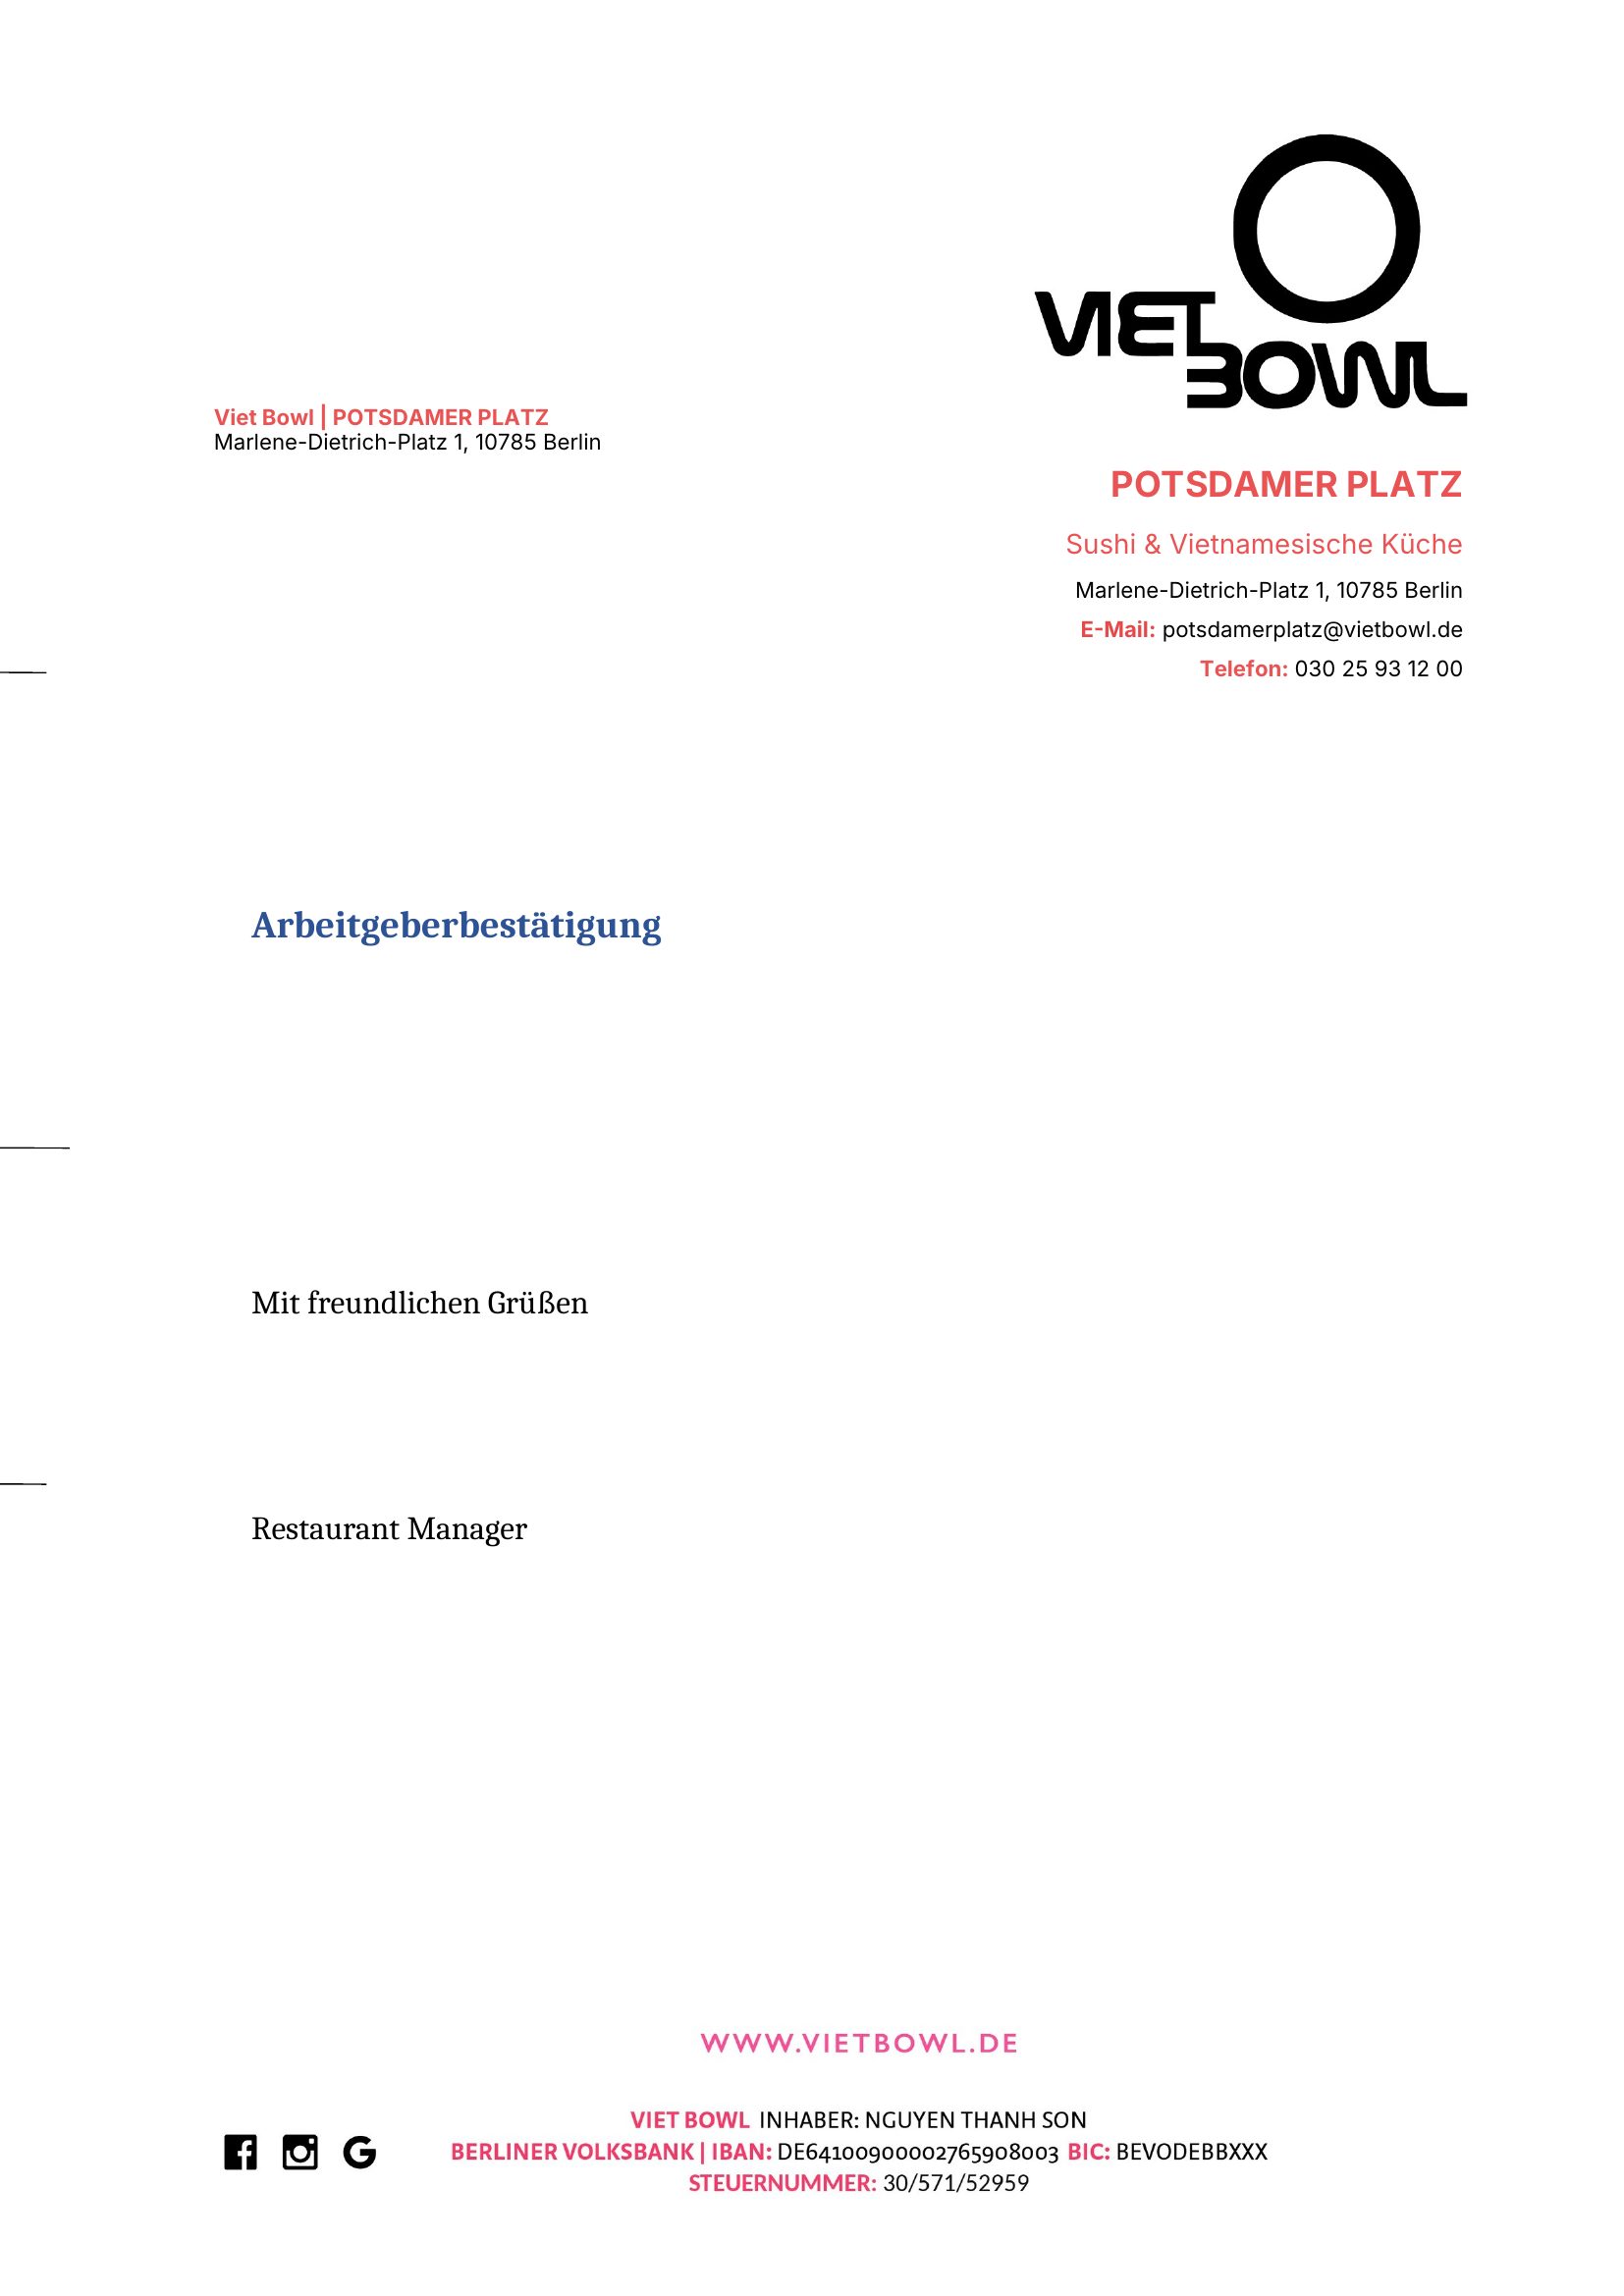 VIET
BOWL
Viet Bowl | POTSDAMER PLATZ
Marlene-Dietrich-Platz 1, 10785 Berlin
POTSDAMER PLATZ
Sushi & Vietnamesische Küche
Marlene-Dietrich-Platz 1, 10785 Berlin
E-Mail: potsdamerplatz@vietbowl.de
Telefon: 030 25 93 12 00
Arbeitgeberbestätigung
Mit freundlichen Grüßen
Restaurant Manager
WWW.VIETBOWL.DE
VIET BOWL INHABER: NGUYEN THANH SON
BERLINER VOLKSBANK | IBAN: DE64100900002765908003 BIC: BEVODEBBXXX
STEUERNUMMER: 30/571/52959